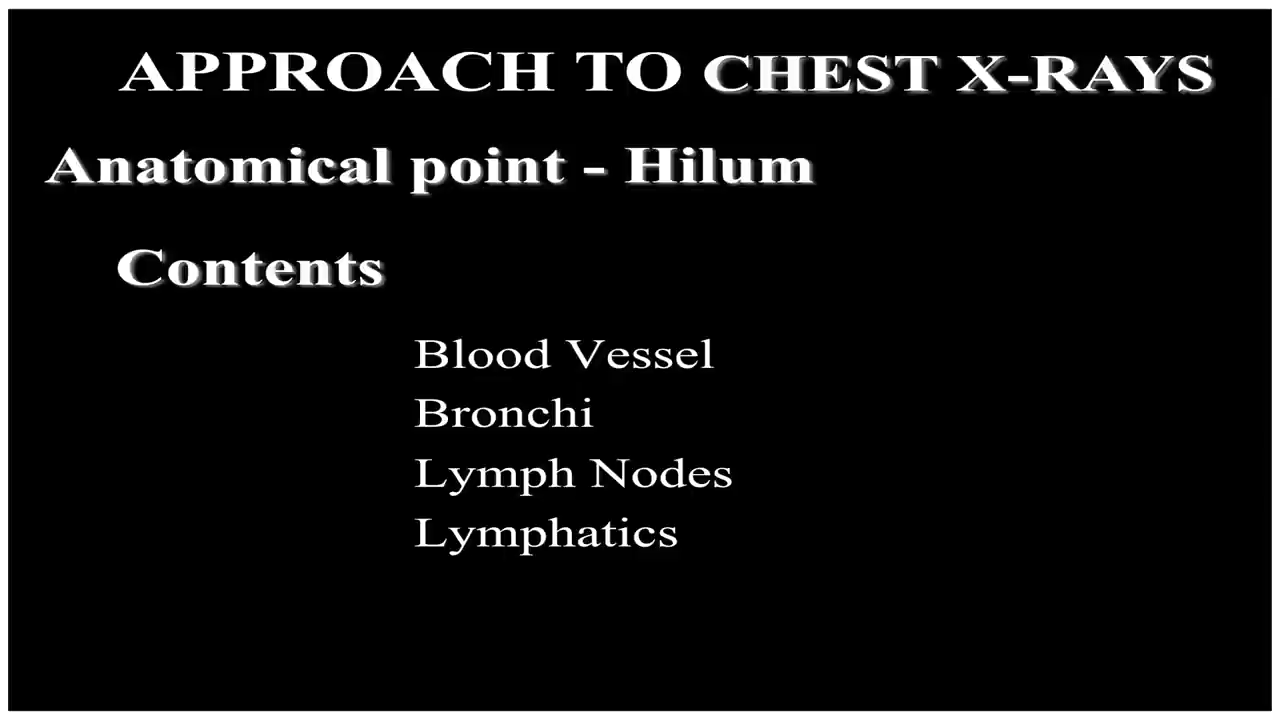 APPROACH TO CHEST X-RAYS
Anatomical point - Hilum
Contents
Blood Vessel
Bronchi
Lymph Nodes
Lymphatics